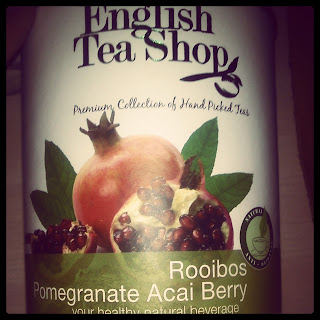 English
Tea Shop
Premium Collection of Hand Picked Teas
Rooibos
Pomegranate Acai Berry
your healthy natural beverage